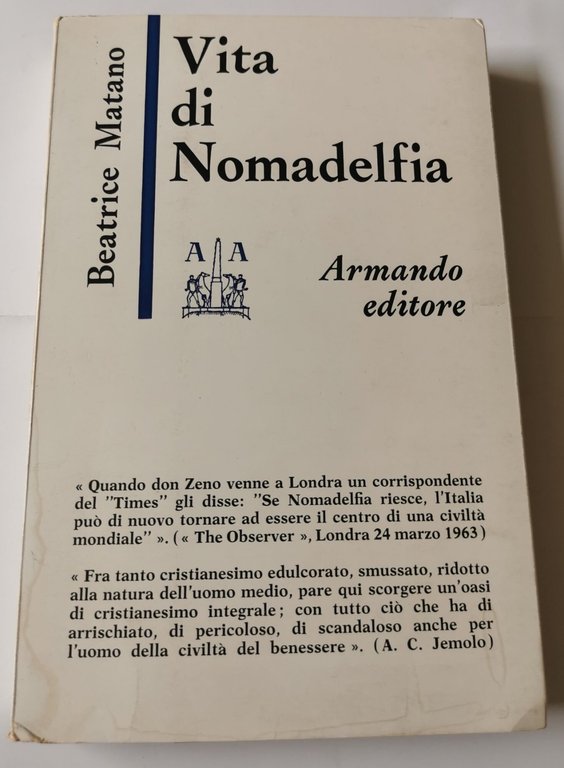 Beatrice Matano
Vita
di
Nomadelfia
A A
Armando
editore
« Quando don Zeno venne a Londra un corrispondente
del "Times" gli disse: "Se Nomadelfia riesce, l'Italia
può di nuovo tornare ad essere il centro di una civiltà
mondiale" ». (« The Observer », Londra 24 marzo 1963)
« Fra tanto cristianesimo edulcorato, smussato, ridotto
alla natura dell'uomo medio, pare qui scorgere un'oasi
di cristianesimo integrale; con tutto ciò che ha di
arrischiato, di pericoloso, di scandaloso anche per
l'uomo della civiltà del benessere ». (A. C. Jemolo)